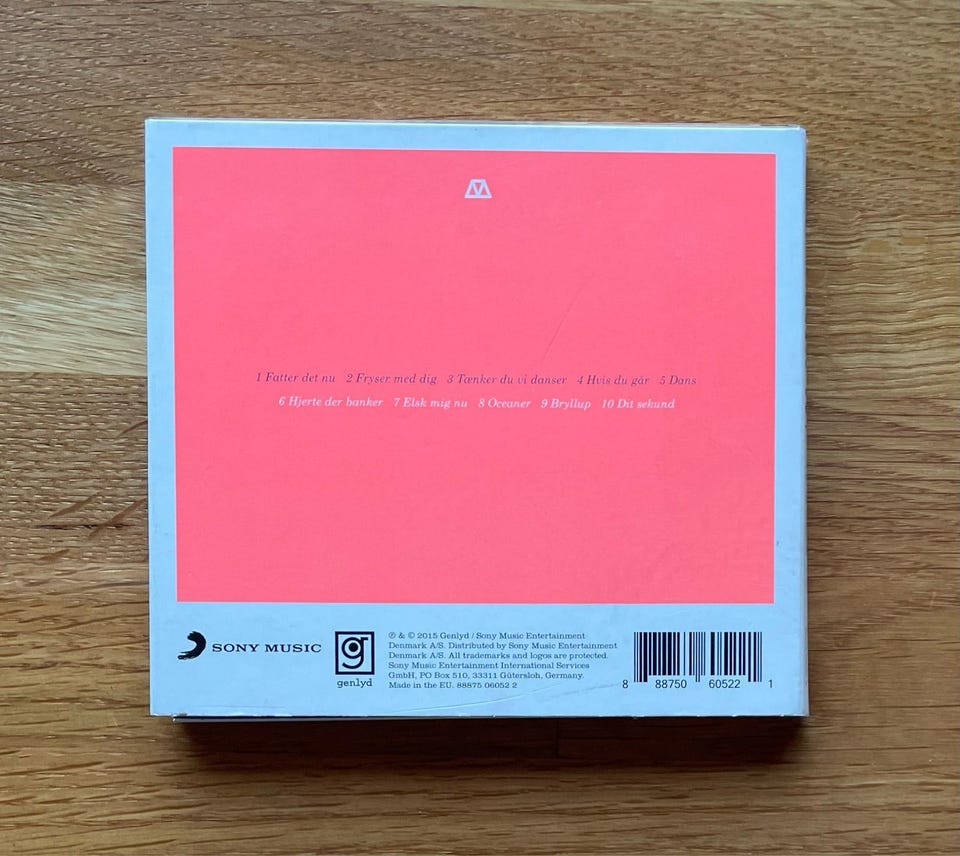 1 Fatter det nu 2 Fryser med dig 3 Tænker du vi danser 4 Hvis du går 5 Dans
6 Hjerte der banker 7 Elsk mig nu 8 Oceaner 9 Bryllup 10 Dit sekund
SONY MUSIC
g
genlyd
℗ & © 2015 Genlyd / Sony Music Entertainment
Denmark A/S. Distributed by Sony Music Entertainment
Denmark A/S. All trademarks and logos are protected.
Sony Music Entertainment International Services
GmbH, PO Box 510, 33311 Gütersloh, Germany.
Made in the EU. 88875 06052 2
8 88750 60522 1